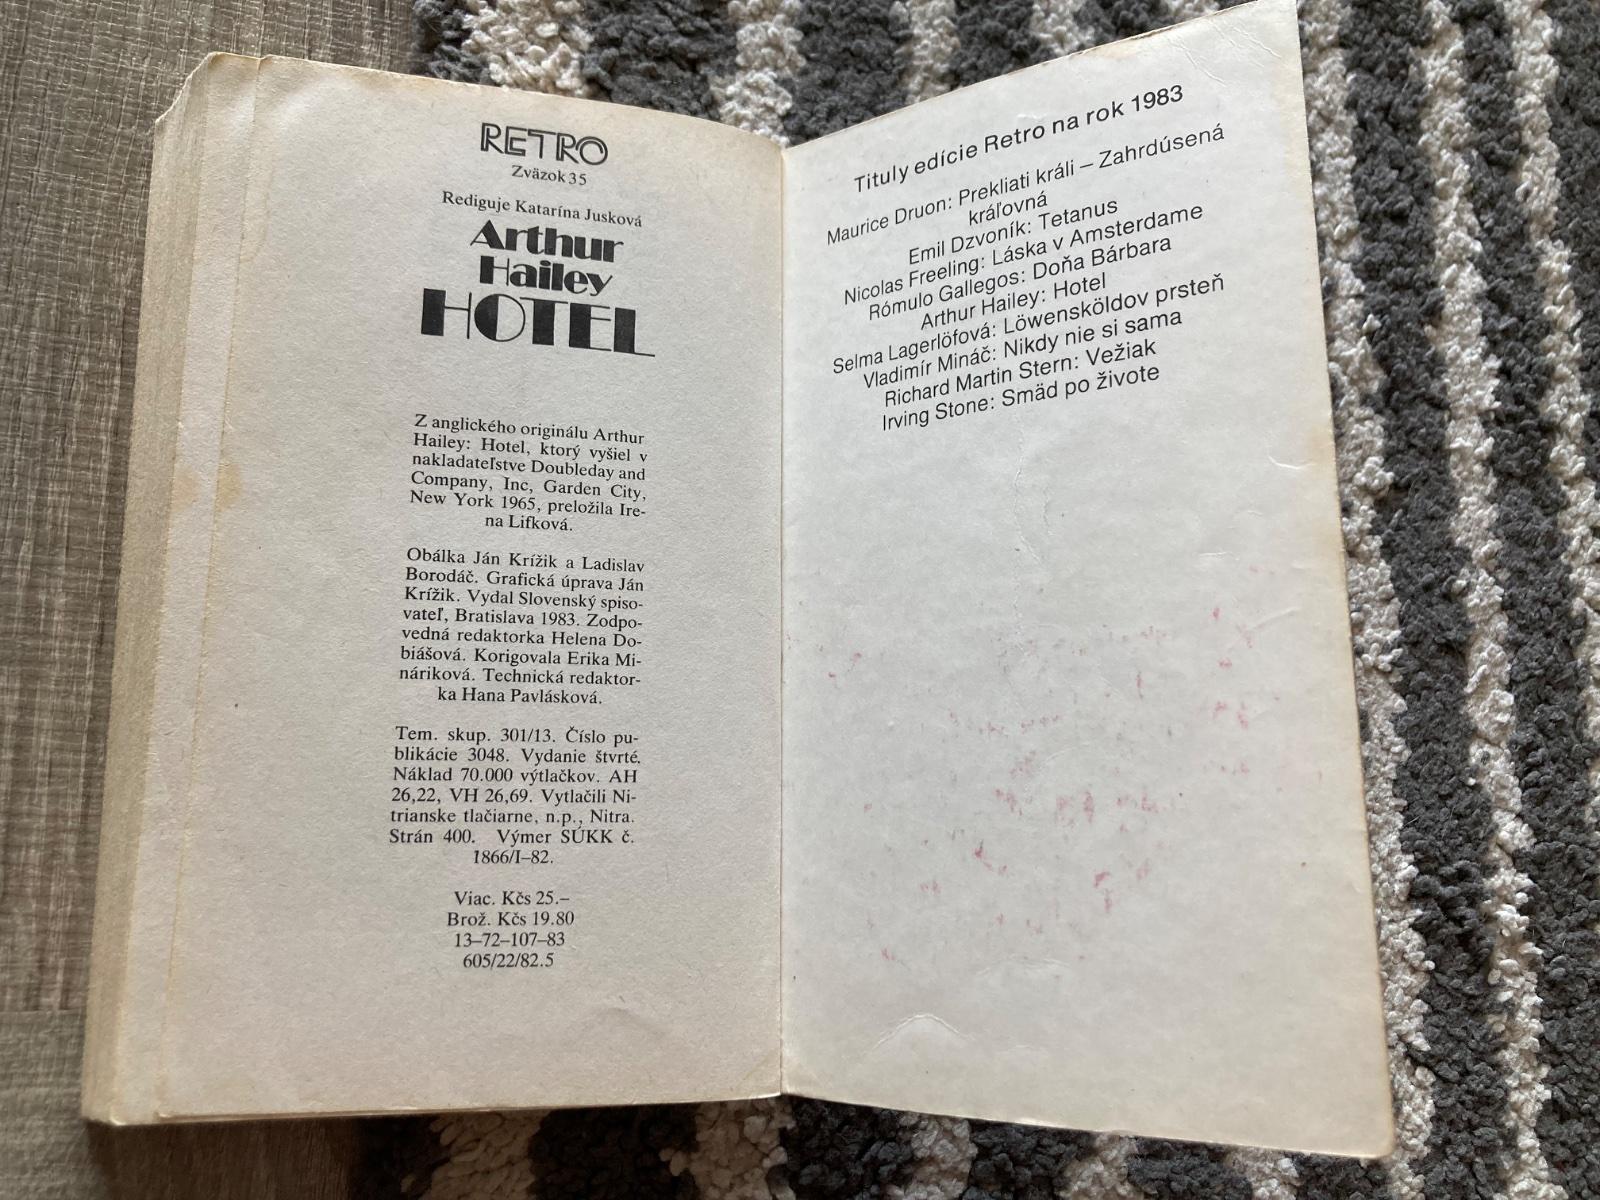 RETRO
Zväzok 35
Rediguje Katarína Jusková
Arthur
Hailey
HOTEL
Z anglického originálu Arthur
Hailey: Hotel, ktorý vyšiel v
nakladateľstve Doubleday and
Company, Inc, Garden City,
New York 1965, preložila Ire-
na Lifková.
Obálka Ján Krížik a Ladislav
Borodáč. Grafická úprava Ján
Krížik. Vydal Slovenský spiso-
vateľ, Bratislava 1983. Zodpo-
vedná redaktorka Helena Do-
biášová. Korigovala Erika Mi-
náriková. Technická redaktor-
ka Hana Pavlásková.
Tem. skup. 301/13. Číslo pu-
blikácie 3048. Vydanie štvrté.
Náklad 70.000 výtlačkov. AH
26,22, VH 26,69. Vytlačili Ni-
trianske tlačiarne, n.p., Nitra.
Strán 400. Výmer SÚKK č.
1866/I–82.
Viac. Kčs 25.–
Brož. Kčs 19.80
13–72–107–83
605/22/82.5
Tituly edície Retro na rok 1983
Maurice Druon: Prekliati králi – Zahrdúsená
kráľovná
Emil Dzvoník: Tetanus
Nicolas Freeling: Láska v Amsterdame
Rómulo Gallegos: Doňa Bárbara
Arthur Hailey: Hotel
Selma Lagerlöfová: Löwensköldov prsteň
Vladimír Mináč: Nikdy nie si sama
Richard Martin Stern: Vežiak
Irving Stone: Smäd po živote